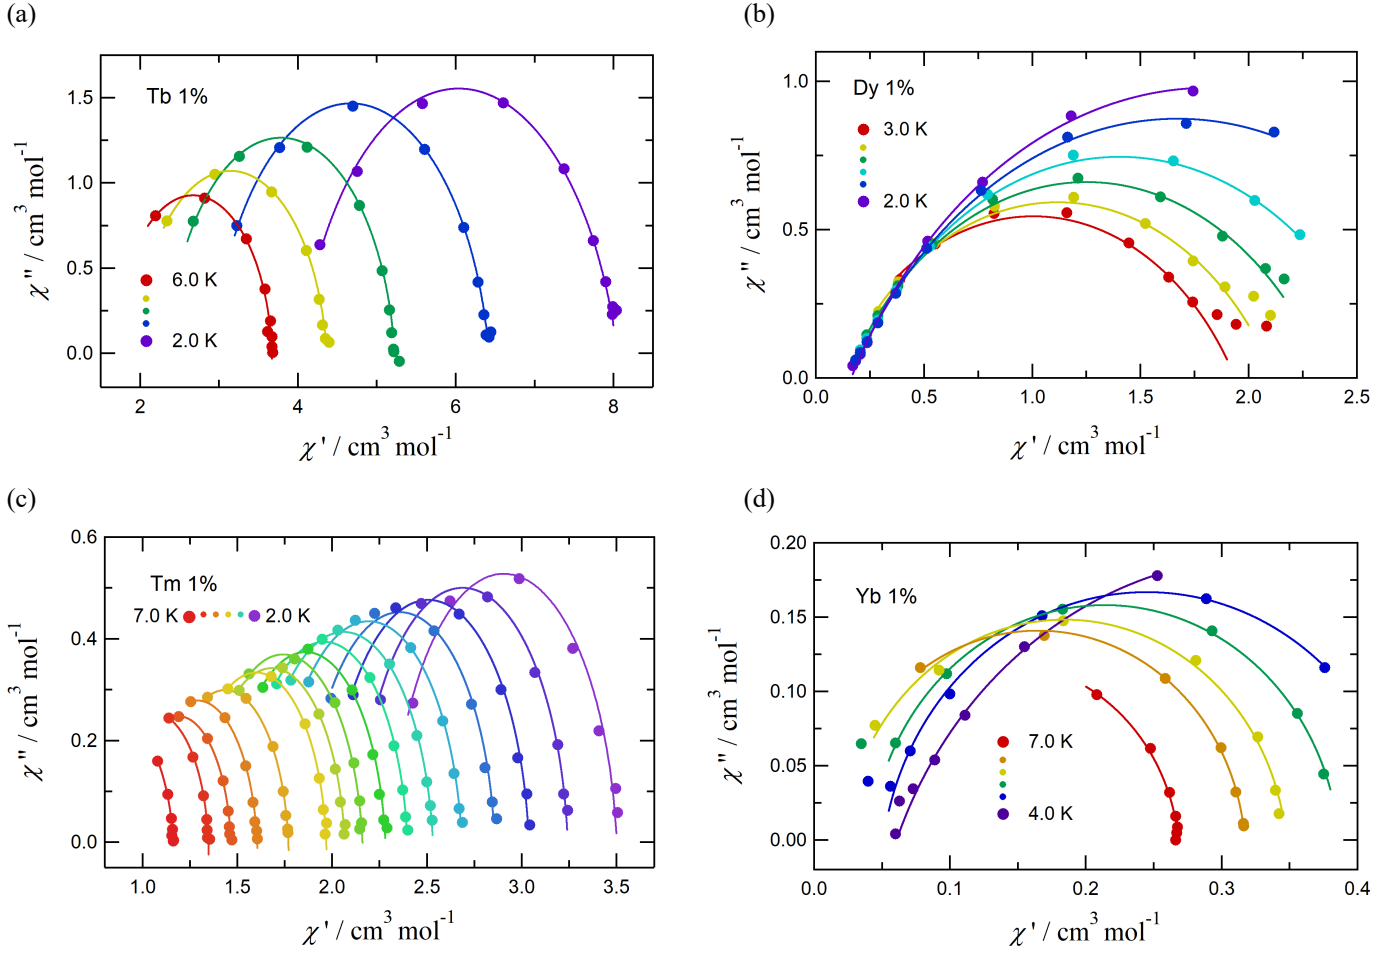 (a)
Tb 1%
6.0 K
2.0 K
1.5
1.0
0.5
0.0
2 4 6 8
χ'' / cm³ mol⁻¹
χ' / cm³ mol⁻¹
(b)
Dy 1%
3.0 K
2.0 K
1.0
0.5
0.0
0.0 0.5 1.0 1.5 2.0 2.5
χ'' / cm³ mol⁻¹
χ' / cm³ mol⁻¹
(c)
Tm 1%
7.0 K 2.0 K
0.6
0.4
0.2
0.0
1.0 1.5 2.0 2.5 3.0 3.5
χ'' / cm³ mol⁻¹
χ' / cm³ mol⁻¹
(d)
Yb 1%
7.0 K
4.0 K
0.20
0.15
0.10
0.05
0.00
0.0 0.1 0.2 0.3 0.4
χ'' / cm³ mol⁻¹
χ' / cm³ mol⁻¹